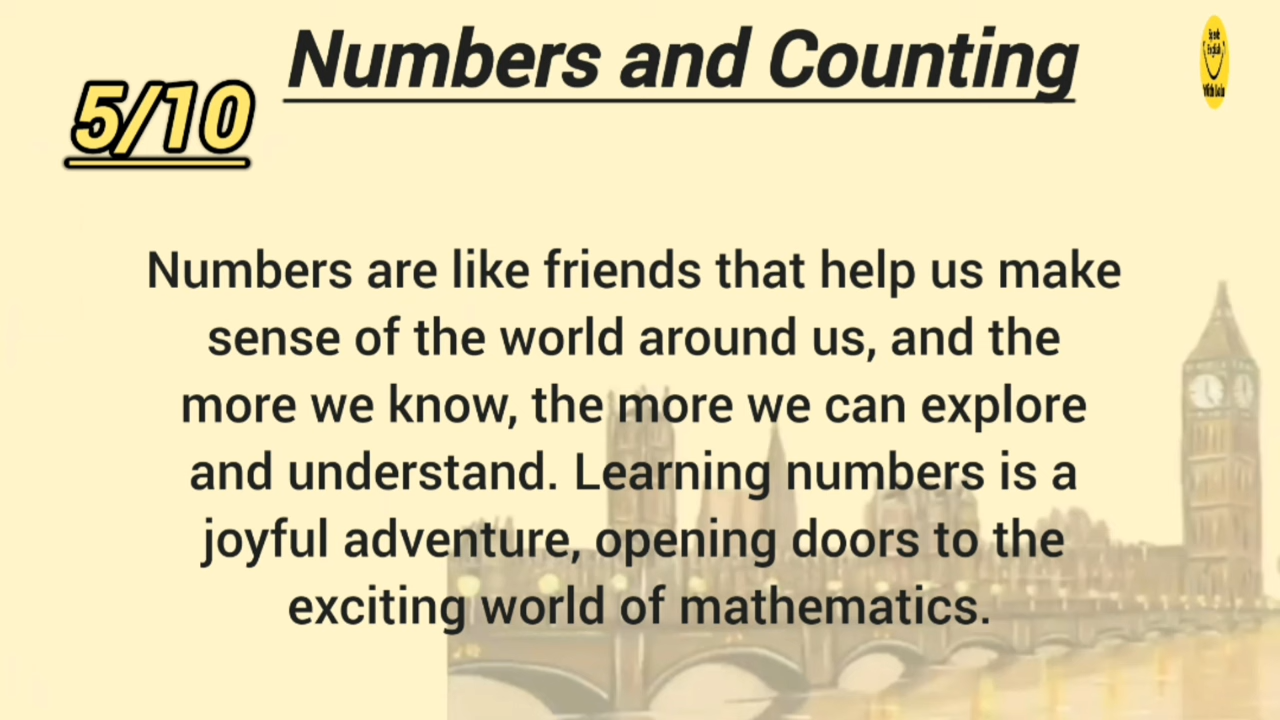 Numbers and Counting
5/10
Numbers are like friends that help us make
sense of the world around us, and the
more we know, the more we can explore
and understand. Learning numbers is a
joyful adventure, opening doors to the
exciting world of mathematics.